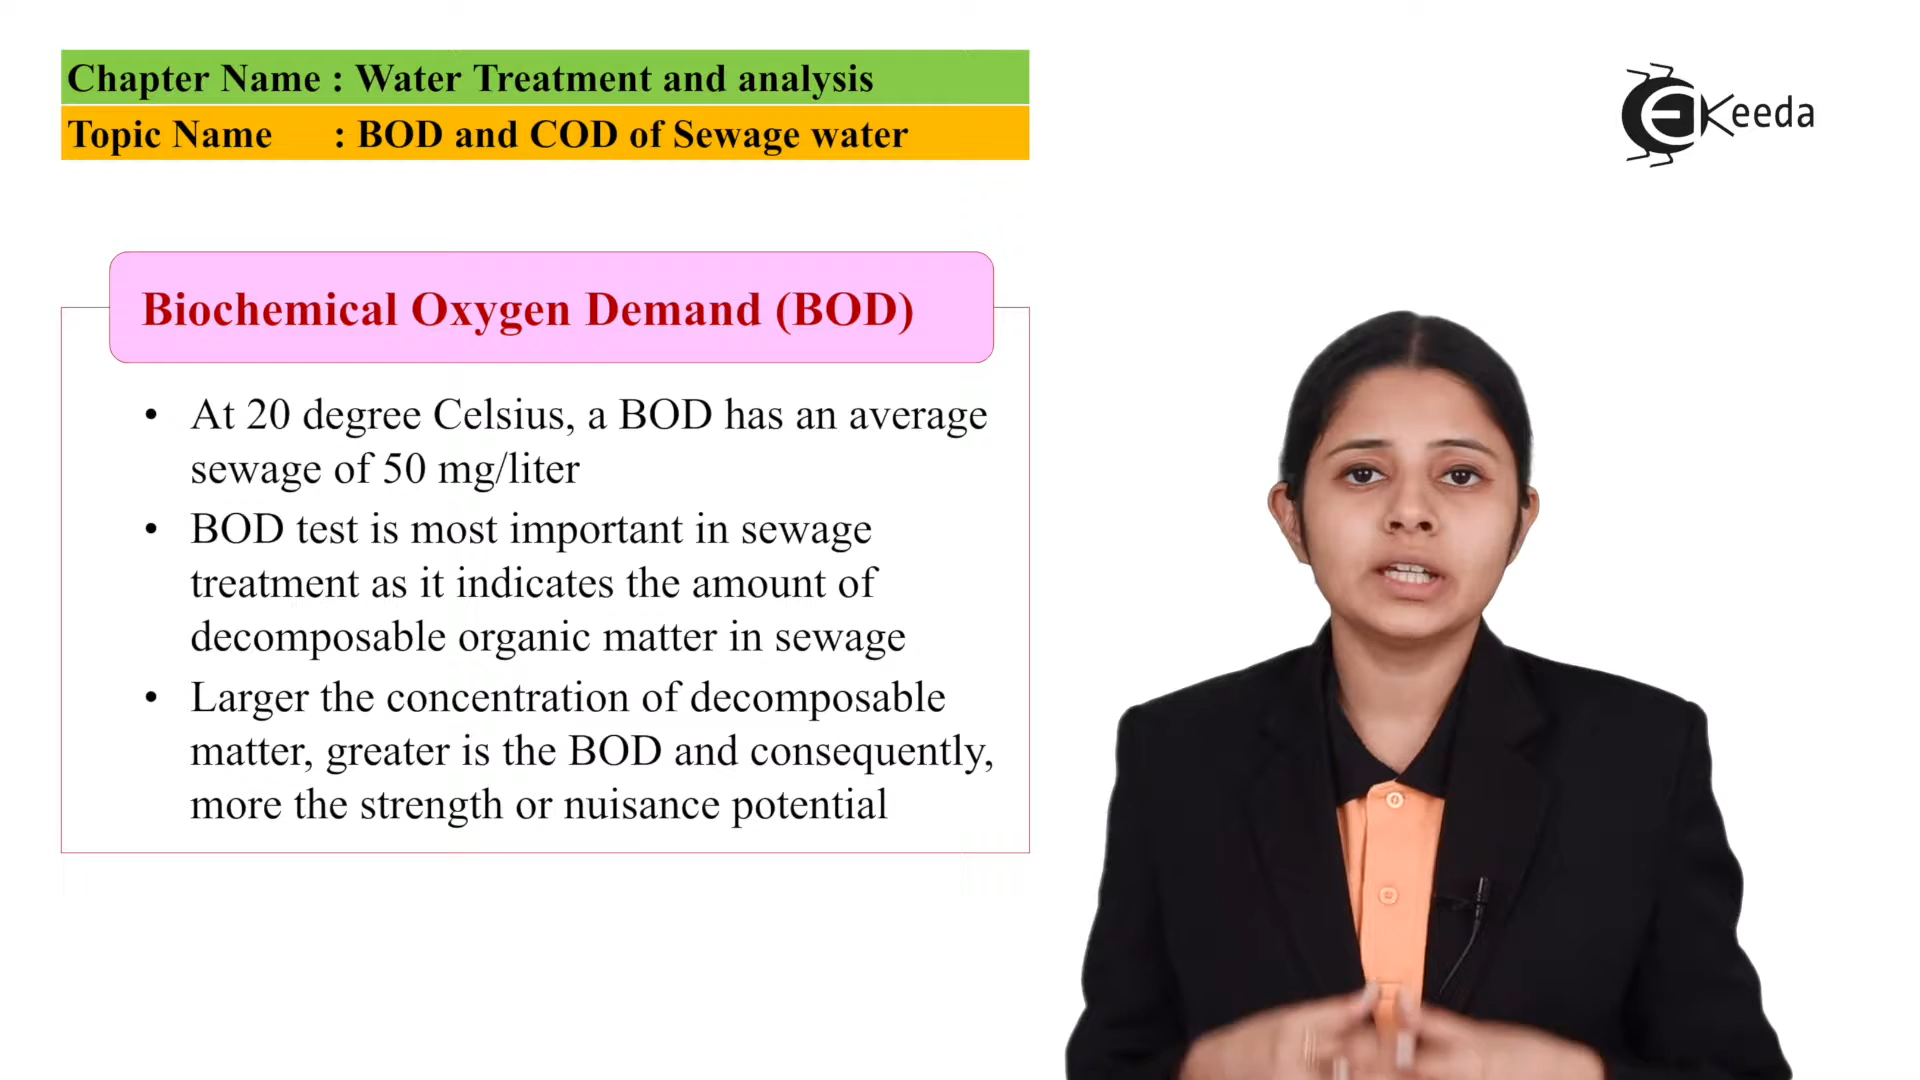 Chapter Name : Water Treatment and analysis
Topic Name : BOD and COD of Sewage water
EKeeda
Biochemical Oxygen Demand (BOD)
• At 20 degree Celsius, a BOD has an average
sewage of 50 mg/liter
• BOD test is most important in sewage
treatment as it indicates the amount of
decomposable organic matter in sewage
• Larger the concentration of decomposable
matter, greater is the BOD and consequently,
more the strength or nuisance potential